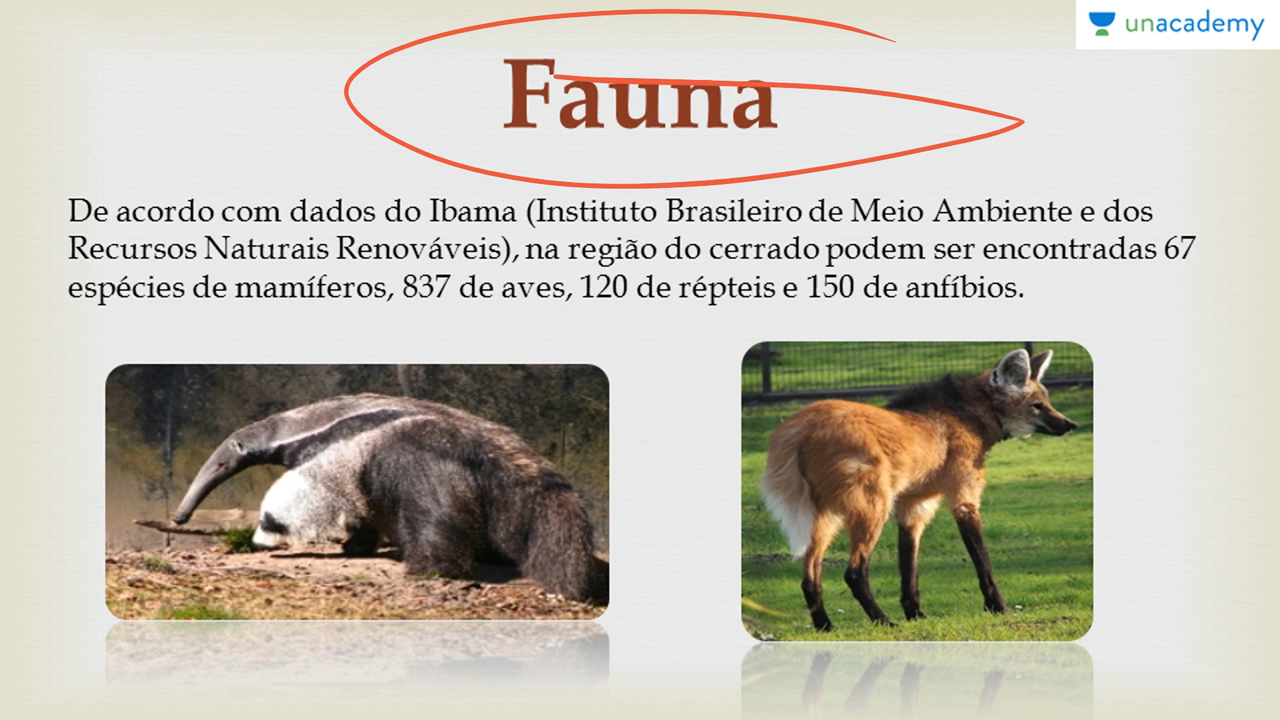 unacademy
Fauna
De acordo com dados do Ibama (Instituto Brasileiro de Meio Ambiente e dos
Recursos Naturais Renováveis), na região do cerrado podem ser encontradas 67
espécies de mamíferos, 837 de aves, 120 de répteis e 150 de anfíbios.